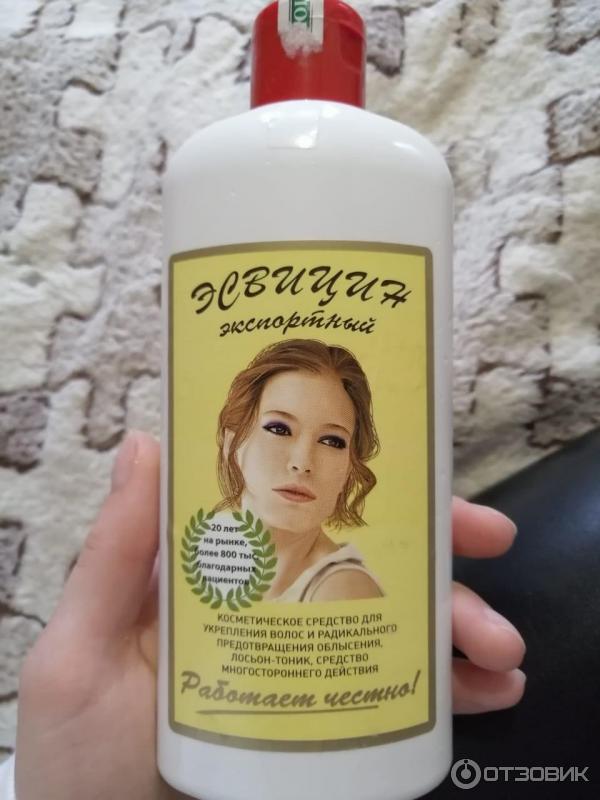 ЭСВИЦИН
экспортный
20 лет
на рынке,
более 800 тыс.
благодарных
пациентов
КОСМЕТИЧЕСКОЕ СРЕДСТВО ДЛЯ
УКРЕПЛЕНИЯ ВОЛОС И РАДИКАЛЬНОГО
ПРЕДОТВРАЩЕНИЯ ОБЛЫСЕНИЯ,
ЛОСЬОН-ТОНИК, СРЕДСТВО
МНОГОСТОРОННЕГО ДЕЙСТВИЯ
Работает честно!
ОТЗОВИК